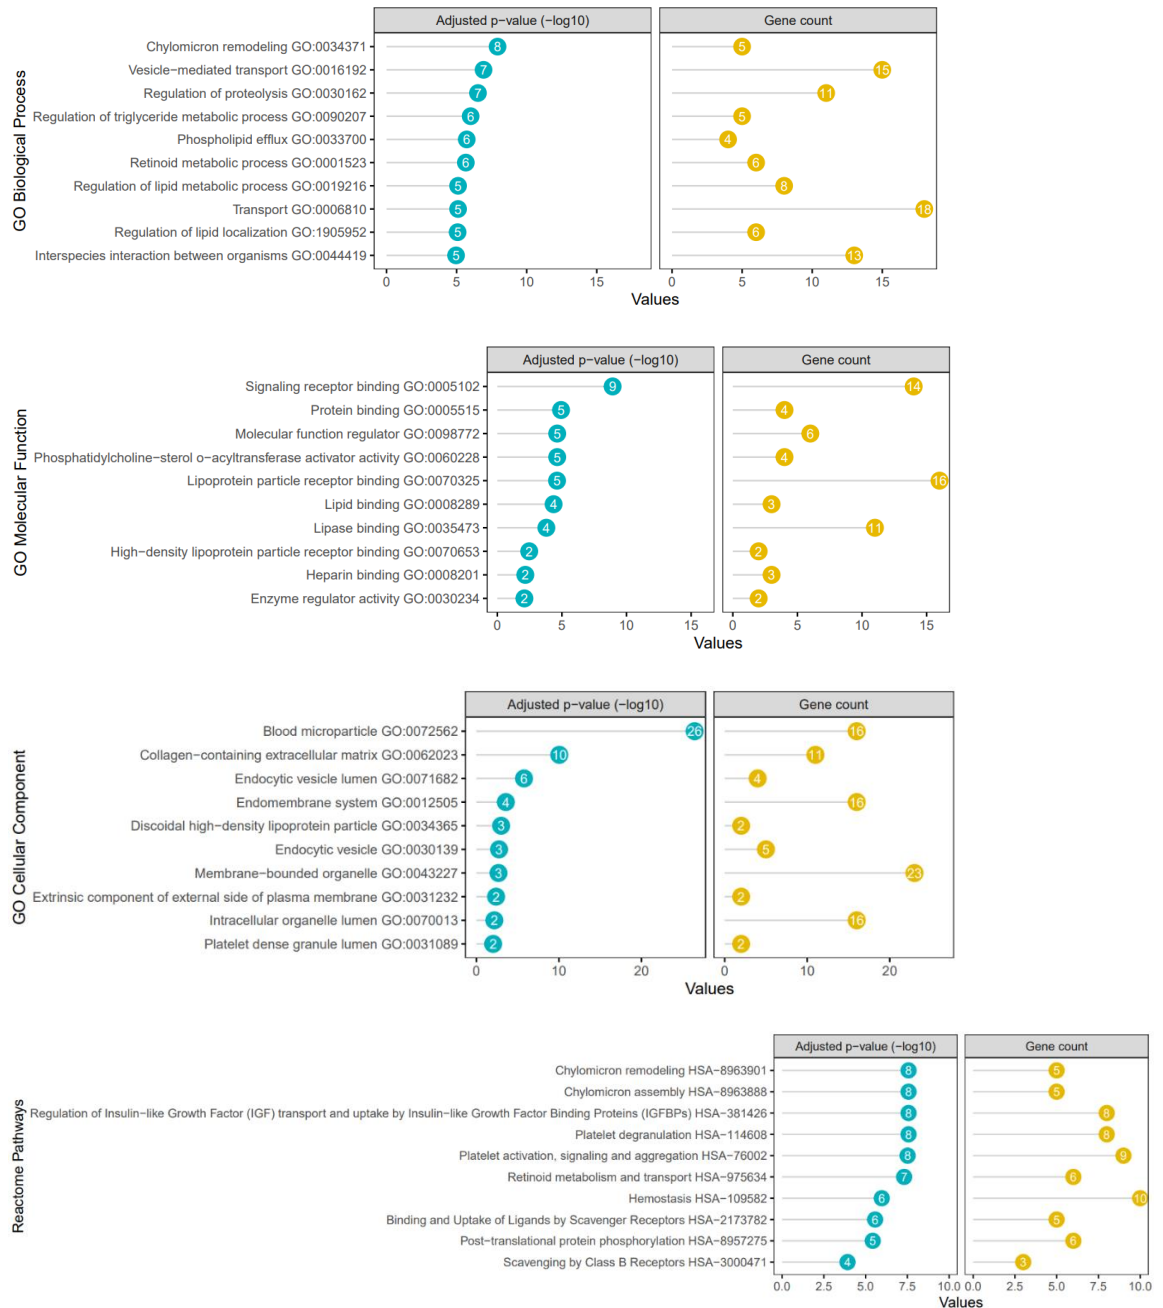 Adjusted p−value (−log10) Gene count
GO Biological Process
Chylomicron remodeling GO:0034371 8 5
Vesicle−mediated transport GO:0016192 7 15
Regulation of proteolysis GO:0030162 7 11
Regulation of triglyceride metabolic process GO:0090207 6 5
Phospholipid efflux GO:0033700 6 4
Retinoid metabolic process GO:0001523 6 6
Regulation of lipid metabolic process GO:0019216 5 8
Transport GO:0006810 5 18
Regulation of lipid localization GO:1905952 5 6
Interspecies interaction between organisms GO:0044419 5 13
0 5 10 15 0 5 10 15
Values
Adjusted p−value (−log10) Gene count
GO Molecular Function
Signaling receptor binding GO:0005102 9 14
Protein binding GO:0005515 5 4
Molecular function regulator GO:0098772 5 6
Phosphatidylcholine−sterol o−acyltransferase activator activity GO:0060228 5 4
Lipoprotein particle receptor binding GO:0070325 5 16
Lipid binding GO:0008289 4 3
Lipase binding GO:0035473 4 11
High−density lipoprotein particle receptor binding GO:0070653 2 2
Heparin binding GO:0008201 2 3
Enzyme regulator activity GO:0030234 2 2
0 5 10 15 0 5 10 15
Values
Adjusted p−value (−log10) Gene count
GO Cellular Component
Blood microparticle GO:0072562 26 16
Collagen−containing extracellular matrix GO:0062023 10 11
Endocytic vesicle lumen GO:0071682 6 4
Endomembrane system GO:0012505 4 16
Discoidal high−density lipoprotein particle GO:0034365 3 2
Endocytic vesicle GO:0030139 3 5
Membrane−bounded organelle GO:0043227 3 23
Extrinsic component of external side of plasma membrane GO:0031232 2 2
Intracellular organelle lumen GO:0070013 2 16
Platelet dense granule lumen GO:0031089 2 2
0 10 20 0 10 20
Values
Adjusted p−value (−log10) Gene count
Reactome Pathways
Chylomicron remodeling HSA−8963901 8 5
Chylomicron assembly HSA−8963888 8 5
Regulation of Insulin−like Growth Factor (IGF) transport and uptake by Insulin−like Growth Factor Binding Proteins (IGFBPs) HSA−381426 8 8
Platelet degranulation HSA−114608 8 8
Platelet activation, signaling and aggregation HSA−76002 8 9
Retinoid metabolism and transport HSA−975634 7 6
Hemostasis HSA−109582 6 10
Binding and Uptake of Ligands by Scavenger Receptors HSA−2173782 6 5
Post−translational protein phosphorylation HSA−8957275 5 6
Scavenging by Class B Receptors HSA−3000471 4 3
0.0 2.5 5.0 7.5 10.0 0.0 2.5 5.0 7.5 10.0
Values